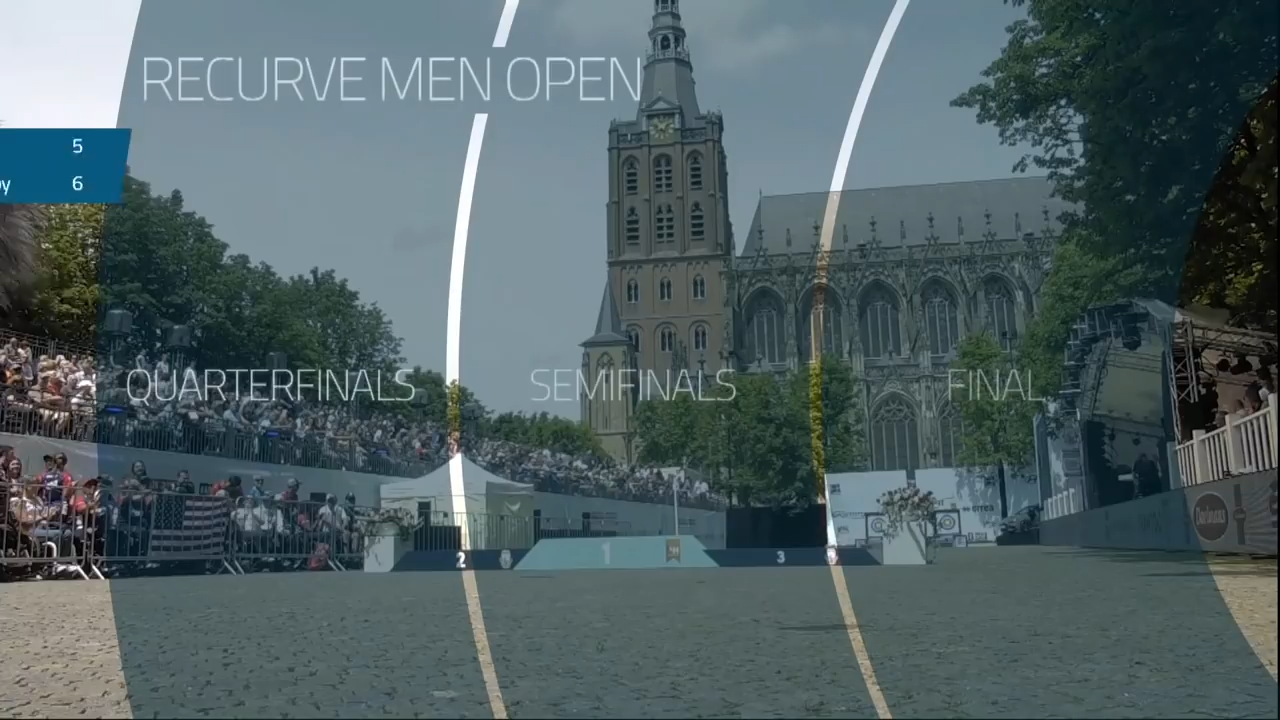 RECURVE MEN OPEN
5
6
QUARTERFINALS
SEMIFINALS
FINAL
2
1
3